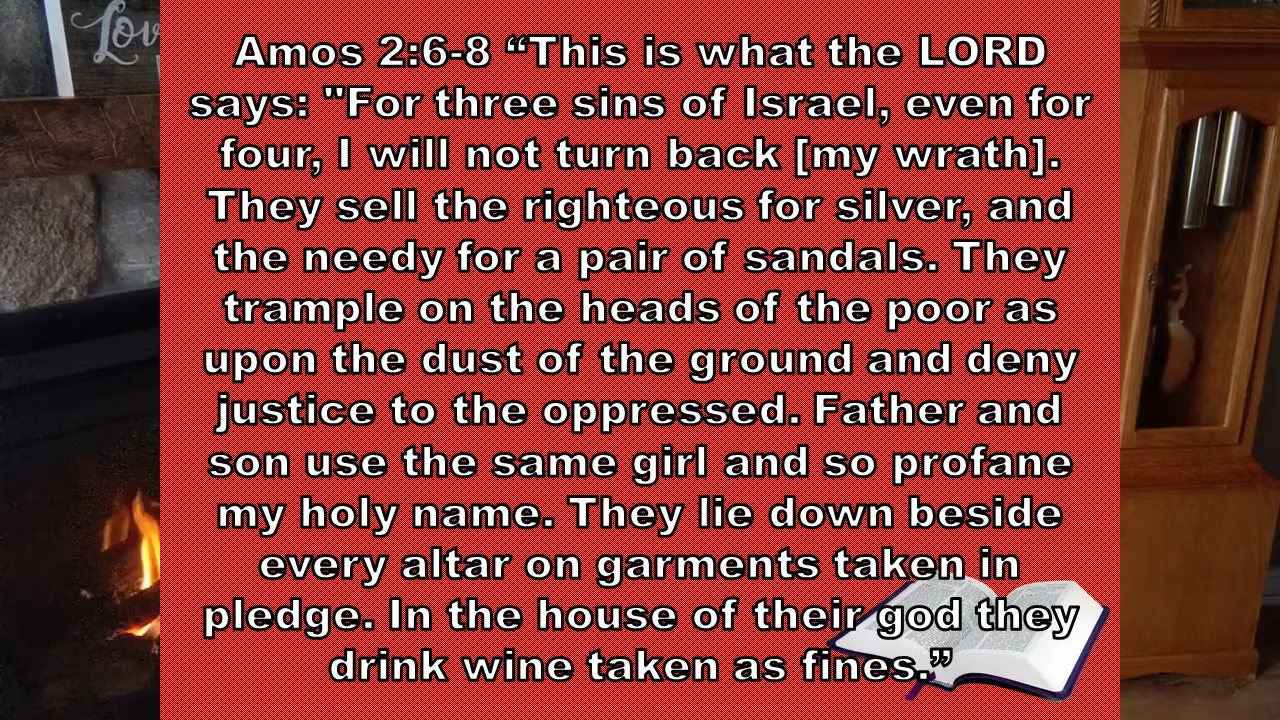 Lov
Amos 2:6-8 “This is what the LORD
says: "For three sins of Israel, even for
four, I will not turn back [my wrath].
They sell the righteous for silver, and
the needy for a pair of sandals. They
trample on the heads of the poor as
upon the dust of the ground and deny
justice to the oppressed. Father and
son use the same girl and so profane
my holy name. They lie down beside
every altar on garments taken in
pledge. In the house of their god they
drink wine taken as fines.”